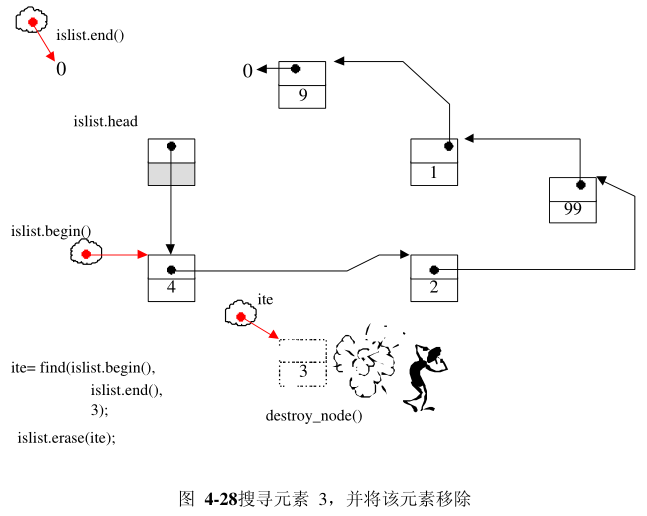 islist.end()
0
0
9
islist.head
1
99
islist.begin()
4
2
ite
3
ite= find(islist.begin(),
islist.end(),
3);
destroy_node()
islist.erase(ite);
图 4-28搜寻元素 3，并将该元素移除